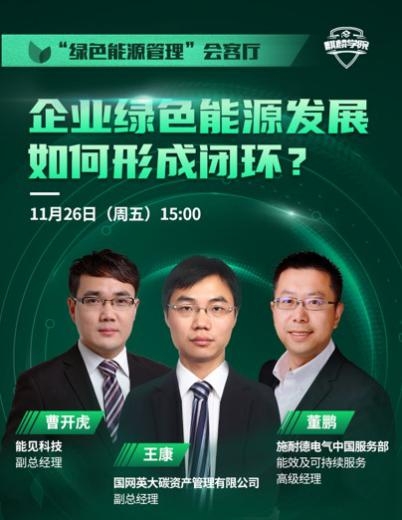 “绿色能源管理”会客厅
麒麟学院
企业绿色能源发展
如何形成闭环？
11月26日（周五）15:00
曹开虎
能见科技
副总经理
王康
国网英大碳资产管理有限公司
副总经理
董鹏
施耐德电气中国服务部
能效及可持续服务
高级经理